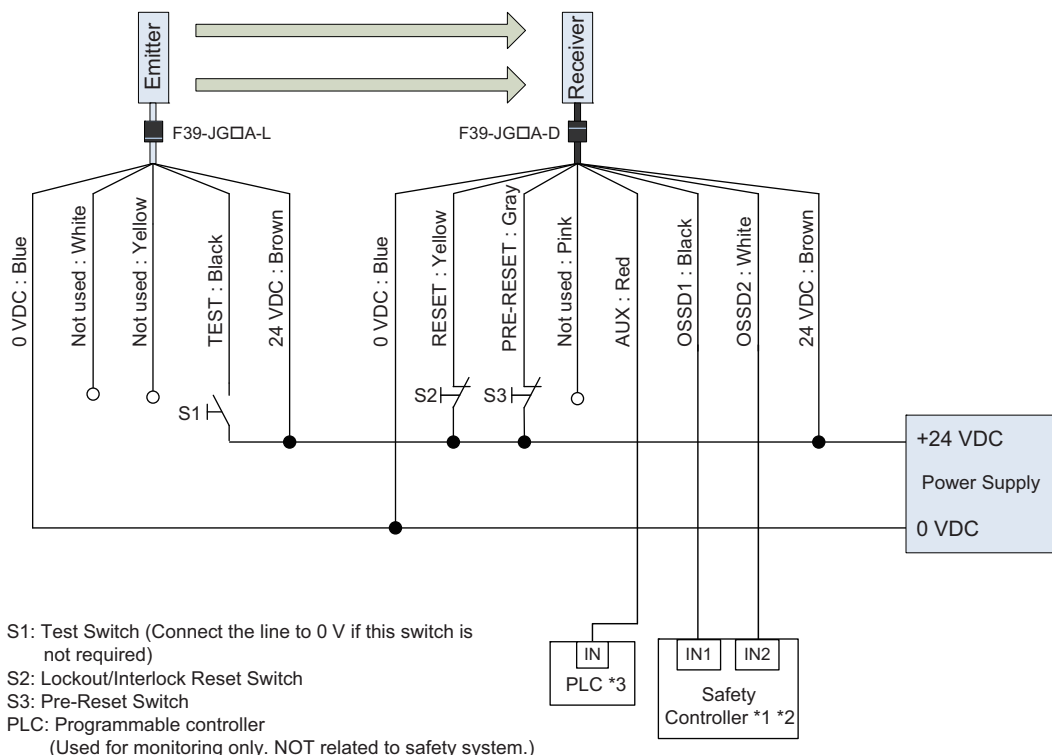 Emitter
Receiver
F39-JG□A-L
F39-JG□A-D
0 VDC : Blue
Not used : White
Not used : Yellow
TEST : Black
24 VDC : Brown
0 VDC : Blue
RESET : Yellow
PRE-RESET : Gray
Not used : Pink
AUX : Red
OSSD1 : Black
OSSD2 : White
24 VDC : Brown
S1
S2
S3
+24 VDC
Power Supply
0 VDC
IN
PLC *3
IN1
IN2
Safety
Controller *1 *2
S1: Test Switch (Connect the line to 0 V if this switch is
not required)
S2: Lockout/Interlock Reset Switch
S3: Pre-Reset Switch
PLC: Programmable controller
(Used for monitoring only. NOT related to safety system.)